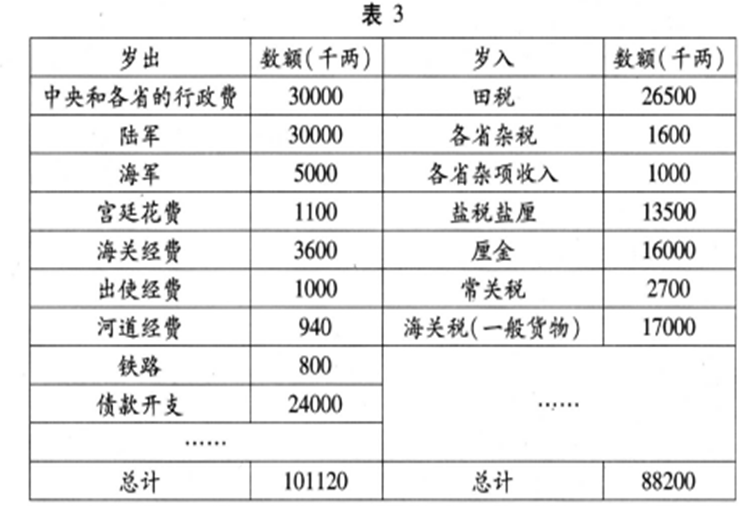 表 3
岁出 数额(千两) 岁入 数额(千两)
中央和各省的行政费 30000 田税 26500
陆军 30000 各省杂税 1600
海军 5000 各省杂项收入 1000
宫廷花费 1100 盐税盐厘 13500
海关经费 3600 厘金 16000
出使经费 1000 常关税 2700
河道经费 940 海关税(一般货物) 17000
铁路 800
债款开支 24000 ……
……
总计 101120 总计 88200